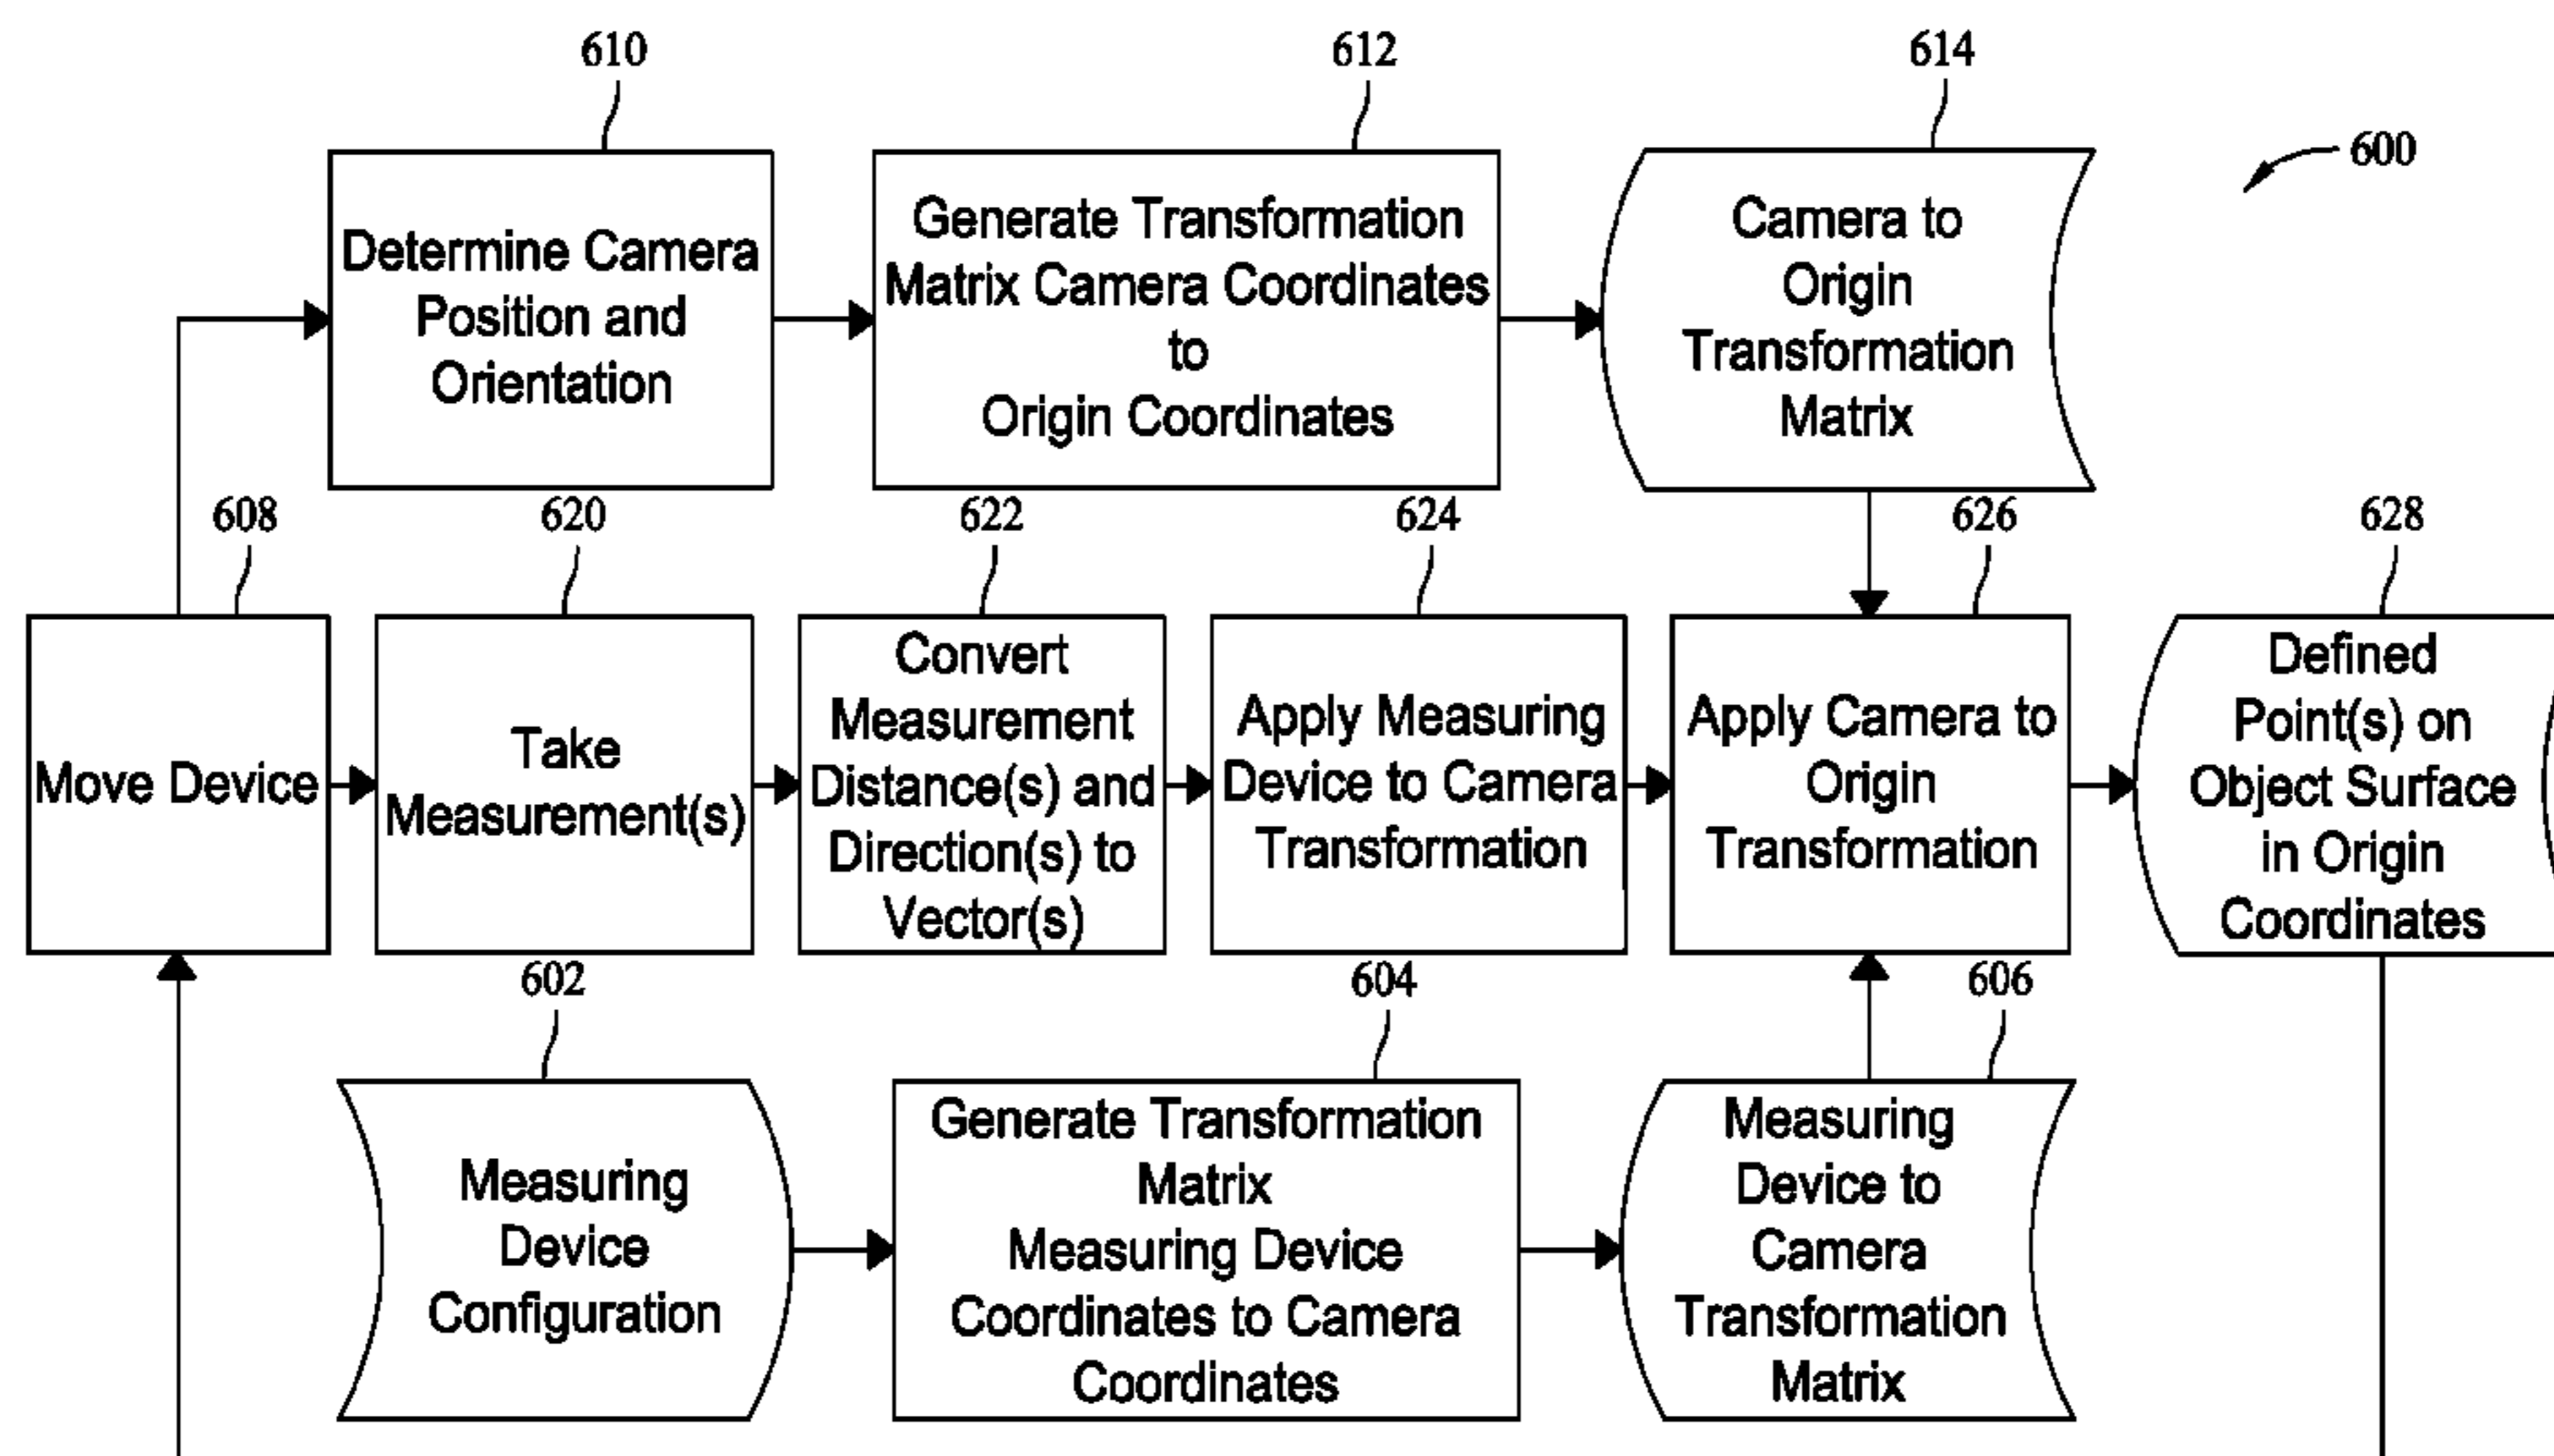 610
612
614
600
Determine Camera
Position and
Orientation
Generate Transformation
Matrix Camera Coordinates
to
Origin Coordinates
Camera to
Origin
Transformation
Matrix
608
620
622
624
626
628
Move Device
Take
Measurement(s)
Convert
Measurement
Distance(s) and
Direction(s) to
Vector(s)
Apply Measuring
Device to Camera
Transformation
Apply Camera to
Origin
Transformation
Defined
Point(s) on
Object Surface
in Origin
Coordinates
602
604
606
Measuring
Device
Configuration
Generate Transformation
Matrix
Measuring Device
Coordinates to Camera
Coordinates
Measuring
Device to
Camera
Transformation
Matrix